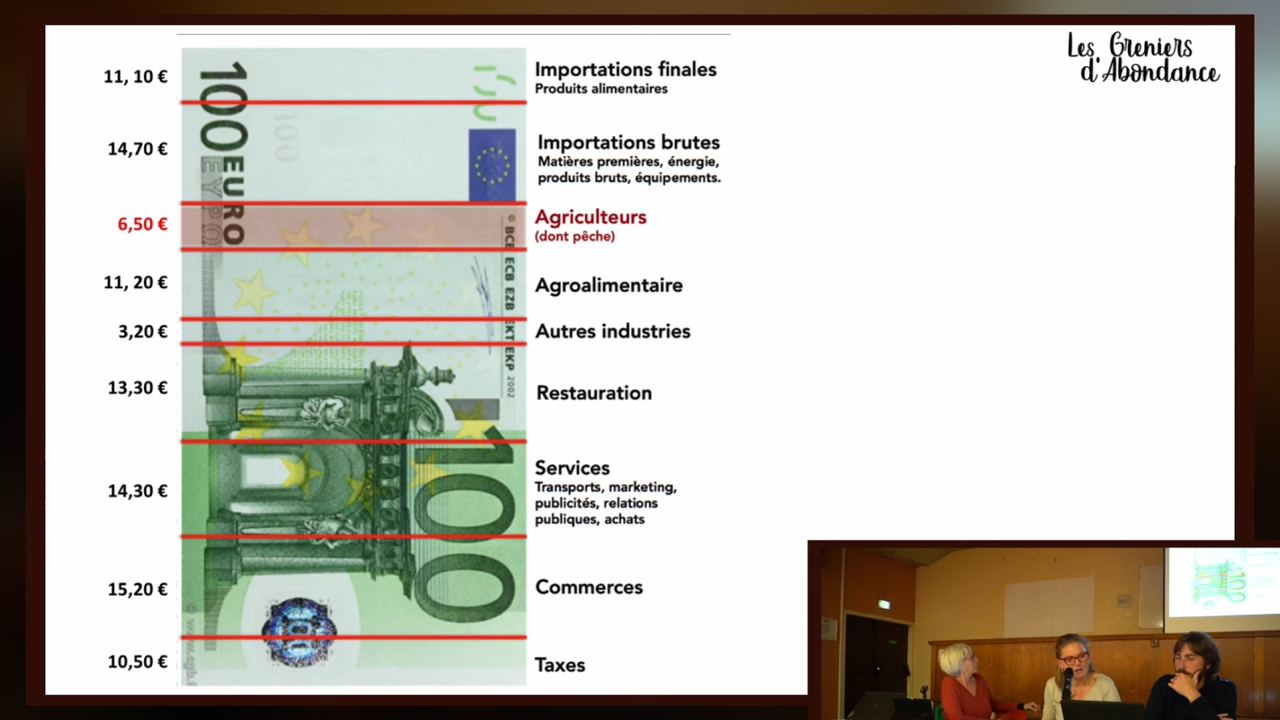 Les Greniers
d'Abondance
11, 10 €
Importations finales
Produits alimentaires
14,70 €
Importations brutes
Matières premières, énergie,
produits bruts, équipements.
6,50 €
Agriculteurs
(dont pêche)
11, 20 €
Agroalimentaire
3,20 €
Autres industries
13,30 €
Restauration
14,30 €
Services
Transports, marketing,
publicités, relations
publiques, achats
15,20 €
Commerces
10,50 €
Taxes
100 EURO
ΕΥΡΩ
© BCE ECB EZB EKT EKP 2002
100
100